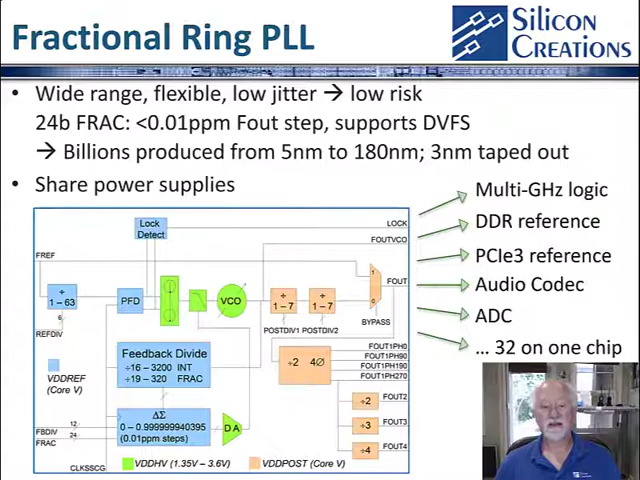 Fractional Ring PLL
Silicon
Creations
• Wide range, flexible, low jitter → low risk
24b FRAC: <0.01ppm Fout step, supports DVFS
→ Billions produced from 5nm to 180nm; 3nm taped out
• Share power supplies
Multi-GHz logic
DDR reference
PCIe3 reference
Audio Codec
ADC
... 32 on one chip
Lock
Detect
LOCK
FOUTVCO
FREF
÷
1 - 63
6
REFDIV
PFD
VCO
÷
1 – 7
÷
1 – 7
POSTDIV1
POSTDIV2
1
0
FOUT
BYPASS
VDDREF
(Core V)
Feedback Divide
÷16 – 3200 INT
÷19 – 320 FRAC
÷2 4Ø
FOUT1PH0
FOUT1PH90
FOUT1PH190
FOUT1PH270
÷2
FOUT2
÷3
FOUT3
÷4
FOUT4
ΔΣ
0 – 0.999999940395
(0.01ppm steps)
D A
FBDIV
12
FRAC
24
CLKSSCG
VDDHV (1.35V – 3.6V)
VDDPOST (Core V)